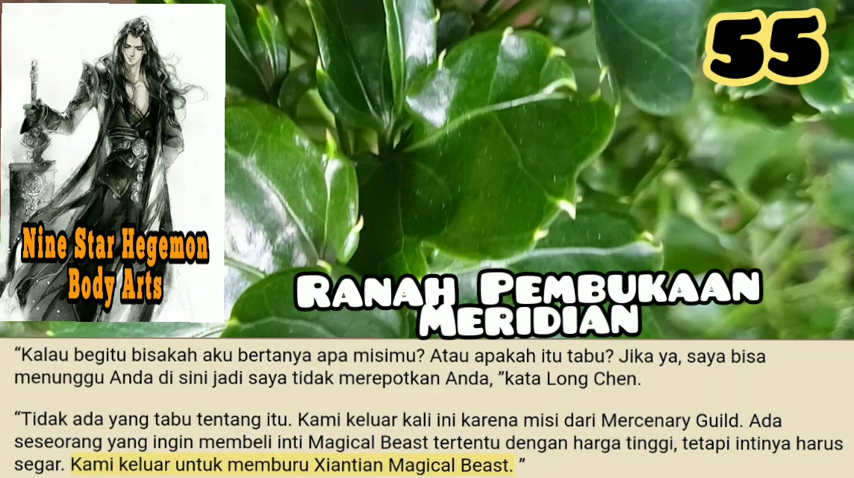 55
Nine Star Hegemon
Body Arts
Ranah Pembukaan
Meridian
“Kalau begitu bisakah aku bertanya apa misimu? Atau apakah itu tabu? Jika ya, saya bisa
menunggu Anda di sini jadi saya tidak merepotkan Anda, ”kata Long Chen.
“Tidak ada yang tabu tentang itu. Kami keluar kali ini karena misi dari Mercenary Guild. Ada
seseorang yang ingin membeli inti Magical Beast tertentu dengan harga tinggi, tetapi intinya harus
segar. Kami keluar untuk memburu Xiantian Magical Beast. ”